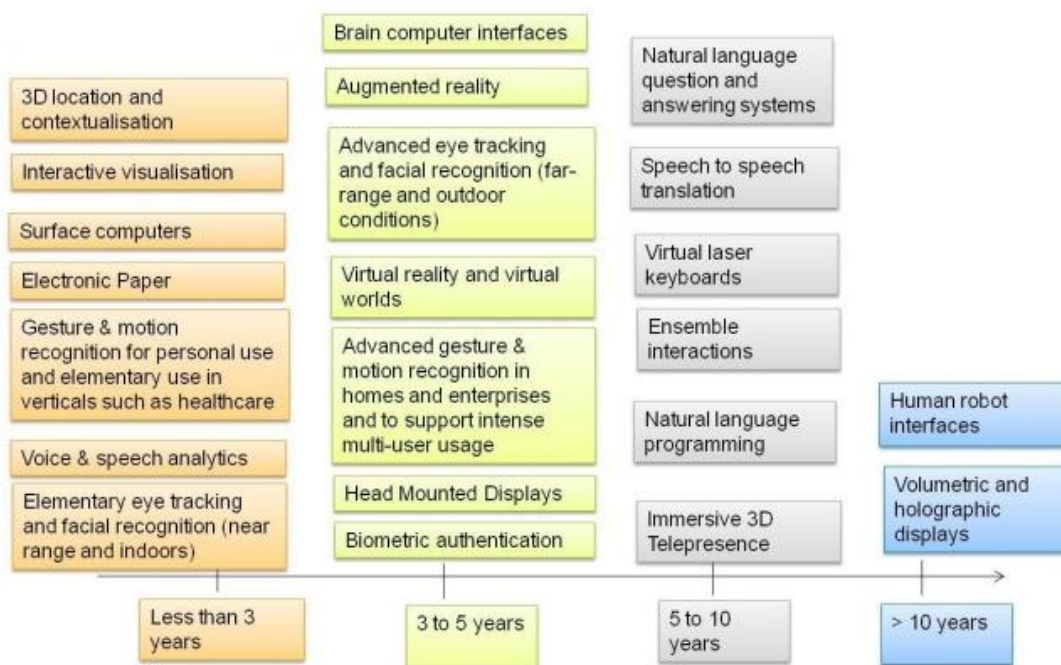 3D location and
contextualisation
Interactive visualisation
Surface computers
Electronic Paper
Gesture & motion
recognition for personal use
and elementary use in
verticals such as healthcare
Voice & speech analytics
Elementary eye tracking
and facial recognition (near
range and indoors)
Less than 3
years
Brain computer interfaces
Augmented reality
Advanced eye tracking
and facial recognition (far-
range and outdoor
conditions)
Virtual reality and virtual
worlds
Advanced gesture &
motion recognition in
homes and enterprises
and to support intense
multi-user usage
Head Mounted Displays
Biometric authentication
3 to 5 years
Natural language
question and
answering systems
Speech to speech
translation
Virtual laser
keyboards
Ensemble
interactions
Natural language
programming
Immersive 3D
Telepresence
5 to 10
years
Human robot
interfaces
Volumetric and
holographic
displays
> 10 years